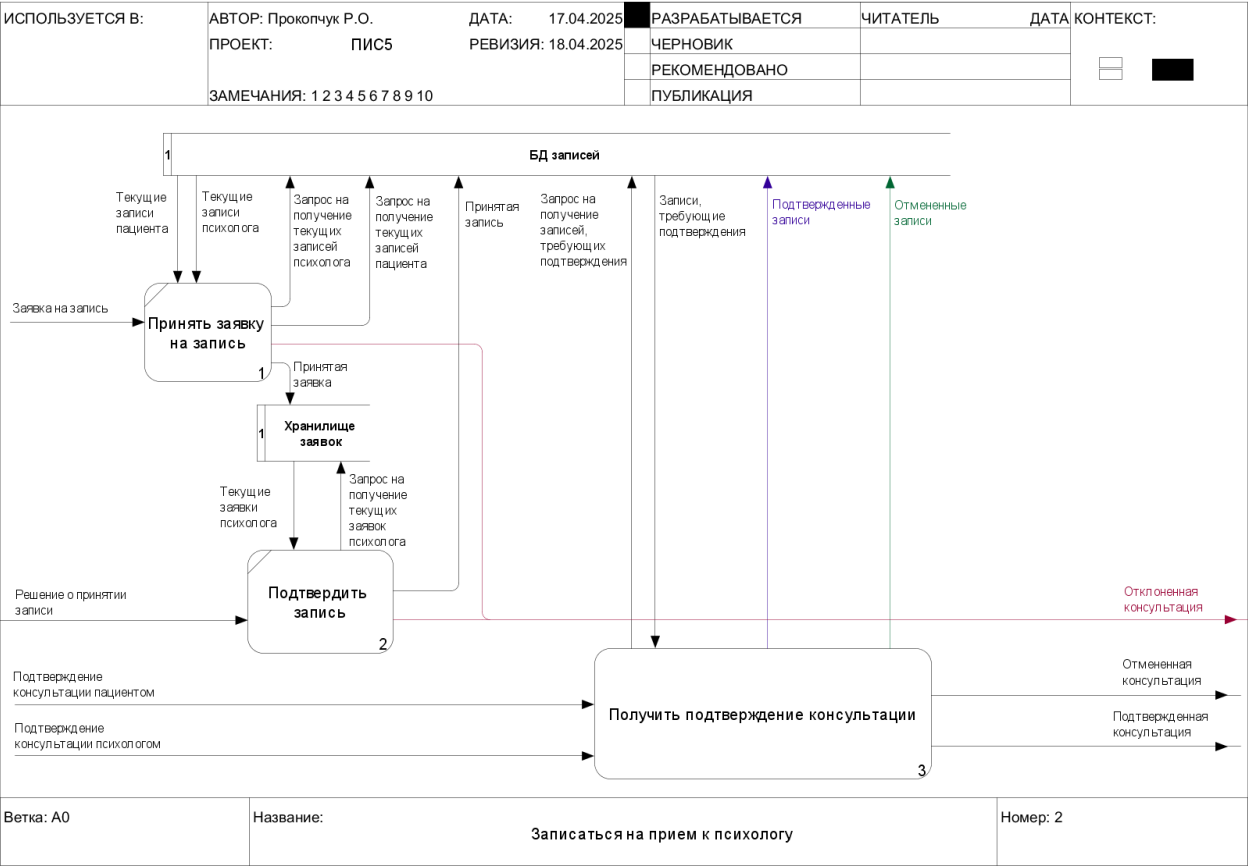 ИСПОЛЬЗУЕТСЯ В:
АВТОР: Прокопчук Р.О.
ДАТА: 17.04.2025
РАЗРАБАТЫВАЕТСЯ
ЧИТАТЕЛЬ
ДАТА
КОНТЕКСТ:
ПРОЕКТ: ПИС5
РЕВИЗИЯ: 18.04.2025
ЧЕРНОВИК
РЕКОМЕНДОВАНО
ЗАМЕЧАНИЯ: 1 2 3 4 5 6 7 8 9 10
ПУБЛИКАЦИЯ
1
БД записей
Текущие
записи
пациента
Текущие
записи
психолога
Запрос на
получение
текущих
записей
психолога
Запрос на
получение
текущих
записей
пациента
Принятая
запись
Запрос на
получение
записей,
требующих
подтверждения
Записи,
требующие
подтверждения
Подтвержденные
записи
Отмененные
записи
Заявка на запись
Принять заявку
на запись
1
Принятая
заявка
1
Хранилище
заявок
Текущие
заявки
психолога
Запрос на
получение
текущих
заявок
психолога
Решение о принятии
записи
Подтвердить
запись
2
Отклоненная
консультация
Подтверждение
консультации пациентом
Подтверждение
консультации психологом
Получить подтверждение консультации
3
Отмененная
консультация
Подтвержденная
консультация
Ветка: A0
Название:
Записаться на прием к психологу
Номер: 2